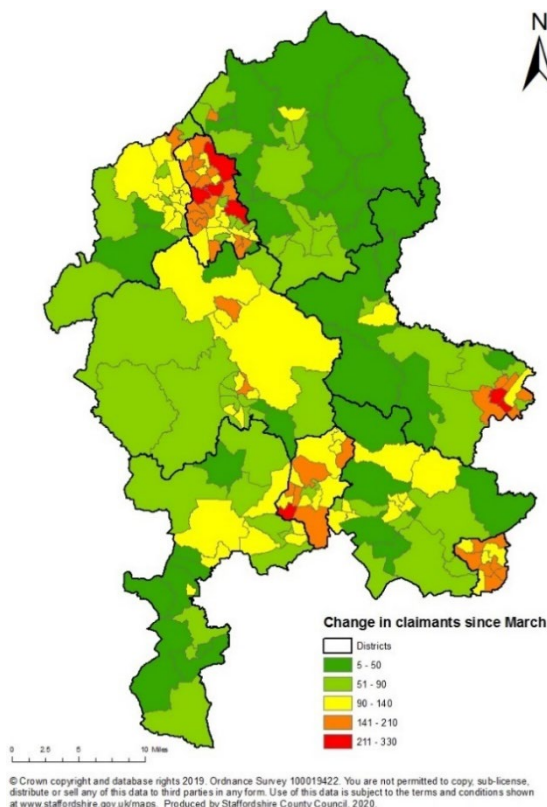 N
Change in claimants since March
Districts
5 - 50
51 - 90
90 - 140
141 - 210
211 - 330
0 2.5 5 10 Miles
© Crown copyright and database rights 2019. Ordnance Survey 100019422. You are not permitted to copy, sub-license,
distribute or sell any of this data to third parties in any form. Use of this data is subject to the terms and conditions shown
at www.staffordshire.gov.uk/maps. Produced by Staffordshire County Council, 2020.